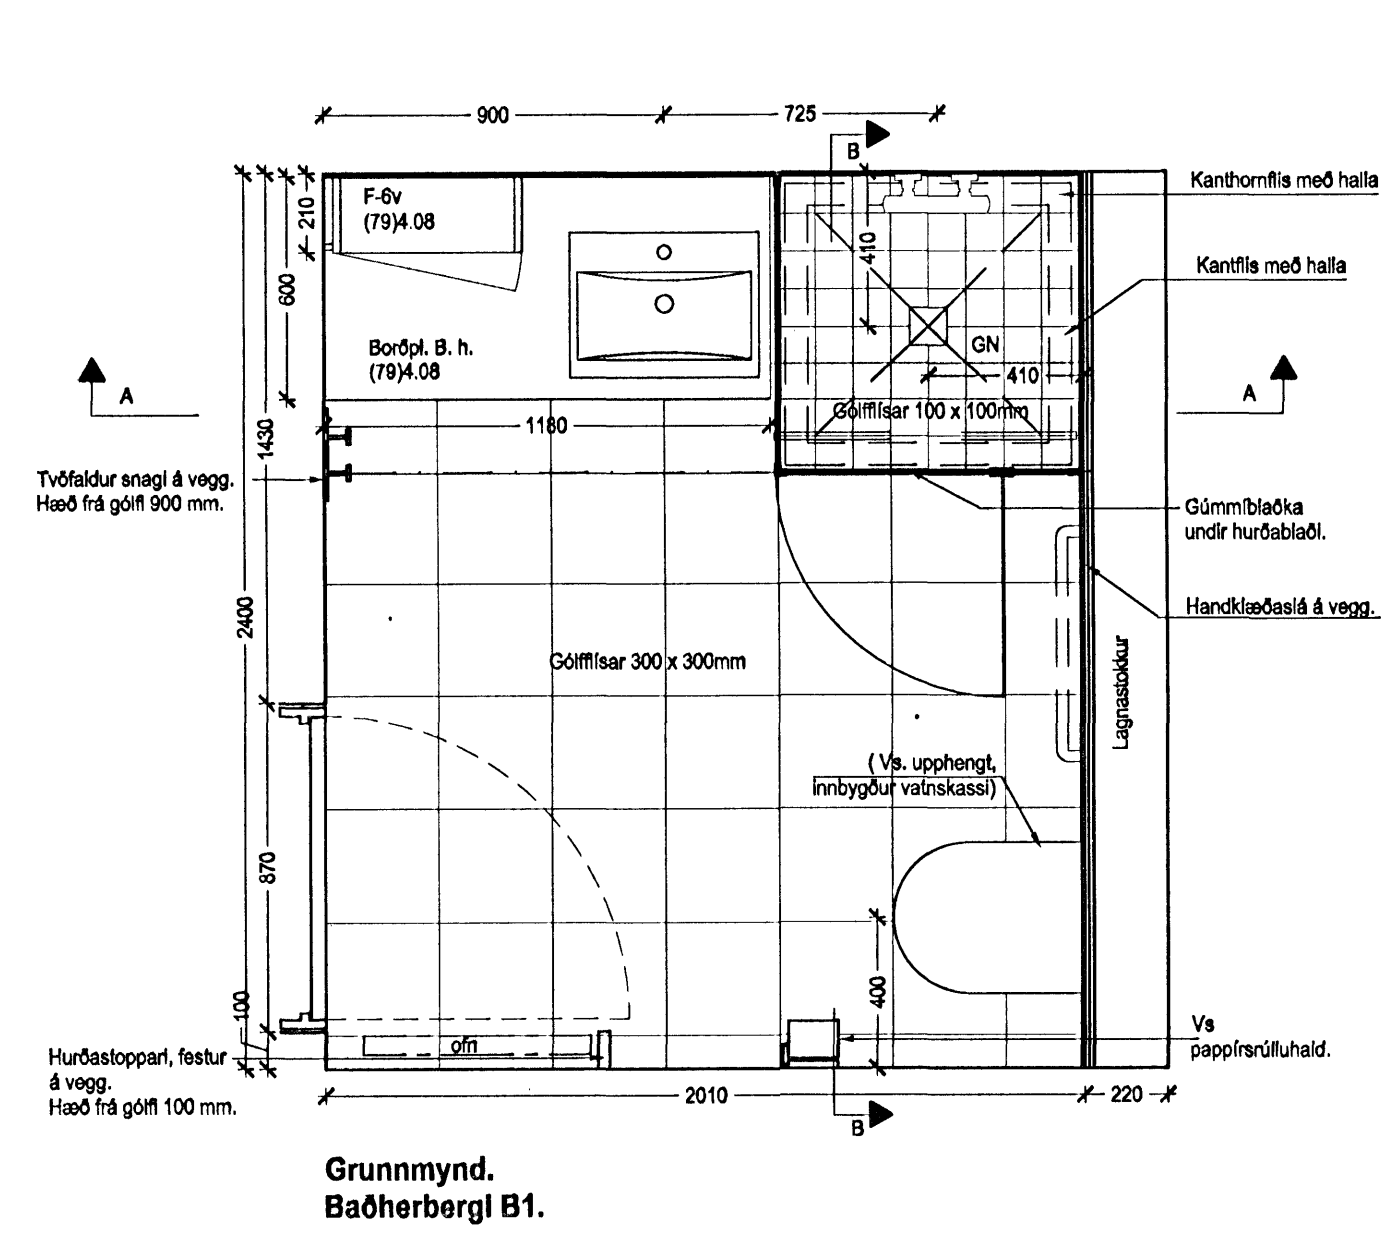 900
725
B
Kanthornflís með halla
F-6v
(79)4.08
210
410
600
Kantflís með halla
Borðpl. B. h.
(79)4.08
GN
410
A
A
Gólfflísar 100 x 100mm
1180
1430
Tvöfaldur snagi á vegg.
Hæð frá gólfi 900 mm.
Gúmmíblaðka
undir hurðablaði.
2400
Handklæðaslá á vegg.
Gólfflísar 300 x 300mm
Lagnastokkur
( Vs. upphengt,
innbygður vatnskassi)
870
400
100
Vs
pappírsrúlluhald.
ofn
Hurðastoppari, festur
á vegg.
Hæð frá gólfi 100 mm.
2010
220
B
Grunnmynd.
Baðherbergi B1.